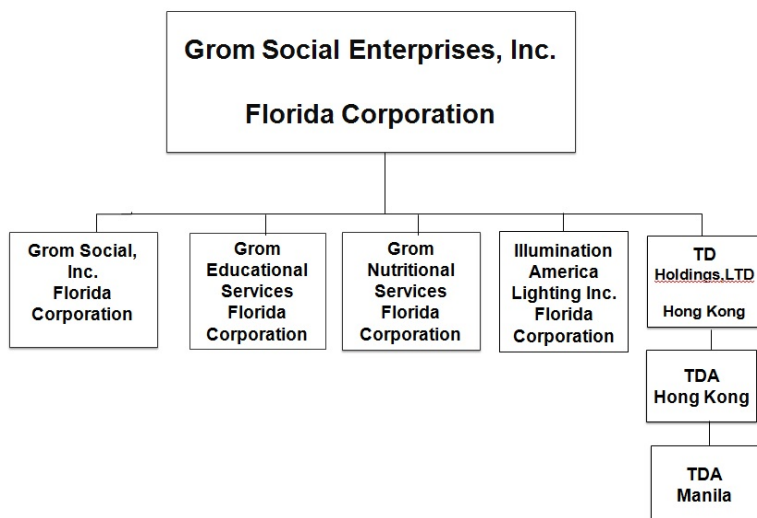 Grom Social Enterprises, Inc.
Florida Corporation
Grom Social,
Inc.
Florida
Corporation
Grom
Educational
Services
Florida
Corporation
Grom
Nutritional
Services
Florida
Corporation
Illumination
America
Lighting Inc.
Florida
Corporation
TD
Holdings,LTD
Hong Kong
TDA
Hong Kong
TDA
Manila